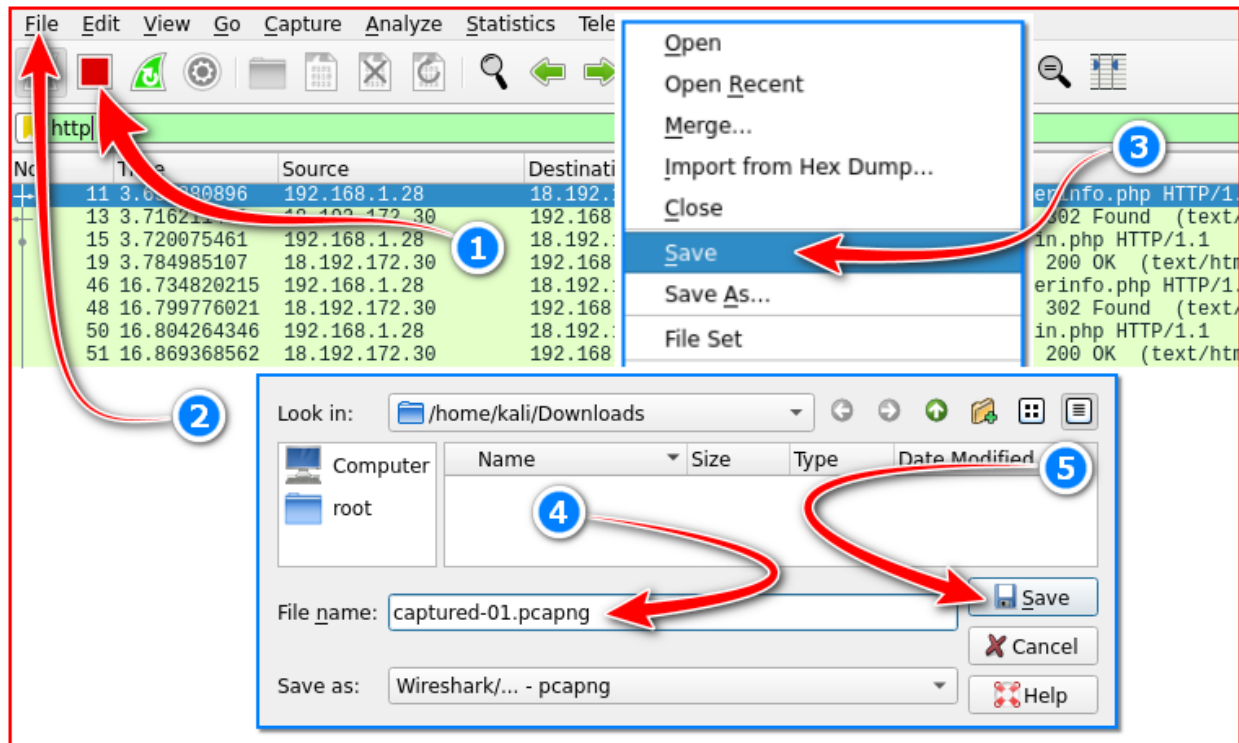 File Edit View Go Capture Analyze Statistics Tele
http
No Time Source Destinati
11 192.168.1.28 18.192.
13 192.168
15 3.720075461 192.168.1.28 18.192.
19 3.784985107 18.192.172.30 192.168
46 16.734820215 192.168.1.28 18.192.
48 16.799776021 18.192.172.30 192.168
50 16.804264346 192.168.1.28 18.192.
51 16.869368562 18.192.172.30 192.168
Open
Open Recent
Merge...
Import from Hex Dump...
Close
Save
Save As...
File Set
erinfo.php HTTP/1.
302 Found (text/
in.php HTTP/1.1
200 OK (text/htm
erinfo.php HTTP/1.
302 Found (text/
in.php HTTP/1.1
200 OK (text/htm
1
2
3
Look in: /home/kali/Downloads
Computer
root
Name Size Type Date Modified
4
5
File name: captured-01.pcapng
Save
Cancel
Save as: Wireshark/... - pcapng
Help